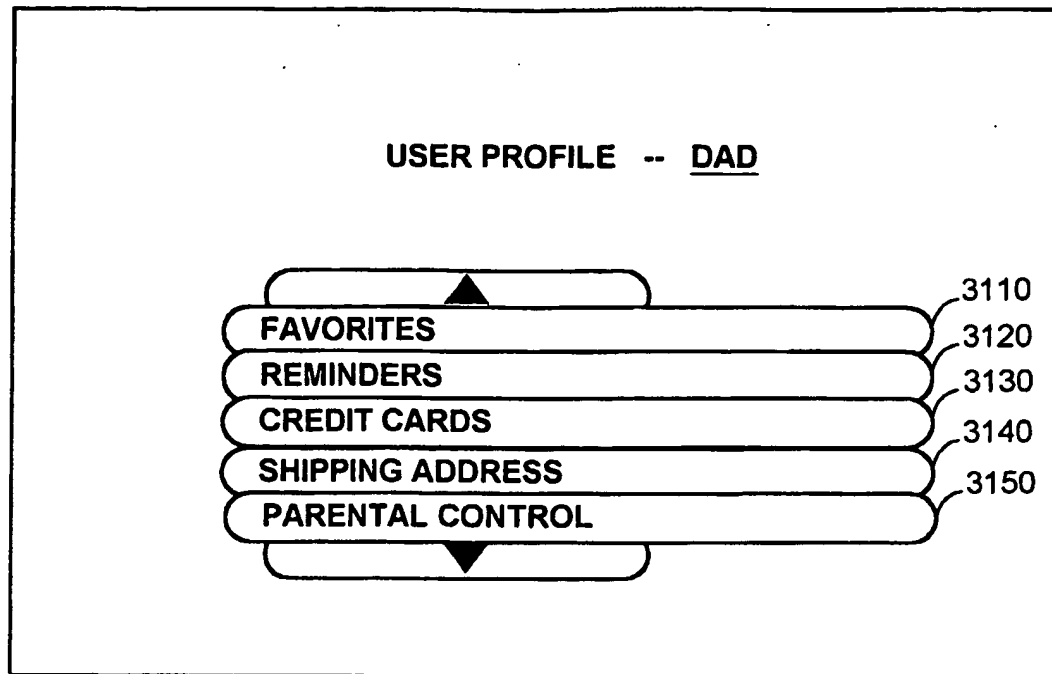 USER PROFILE -- DAD
FAVORITES 3110
REMINDERS 3120
CREDIT CARDS 3130
SHIPPING ADDRESS 3140
PARENTAL CONTROL 3150